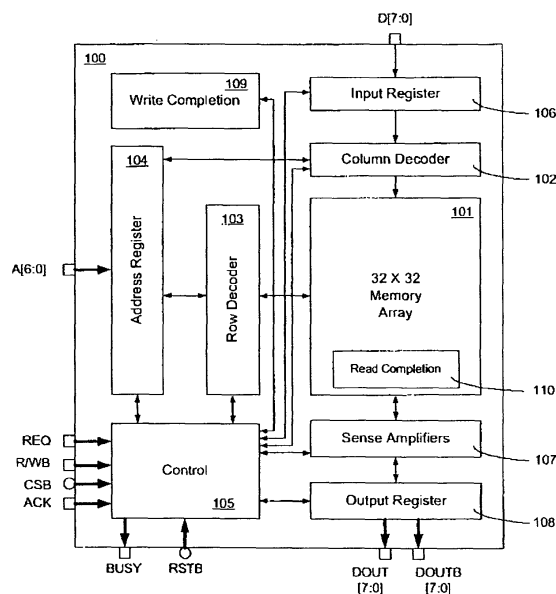 D[7:0]
100
109
Write Completion
Input Register
106
104
Address Register
Column Decoder
102
103
Row Decoder
101
A[6:0]
32 X 32
Memory
Array
Read Completion
110
REQ
R/WB
CSB
ACK
Control
105
Sense Amplifiers
107
Output Register
108
BUSY
RSTB
DOUT
[7:0]
DOUTB
[7:0]